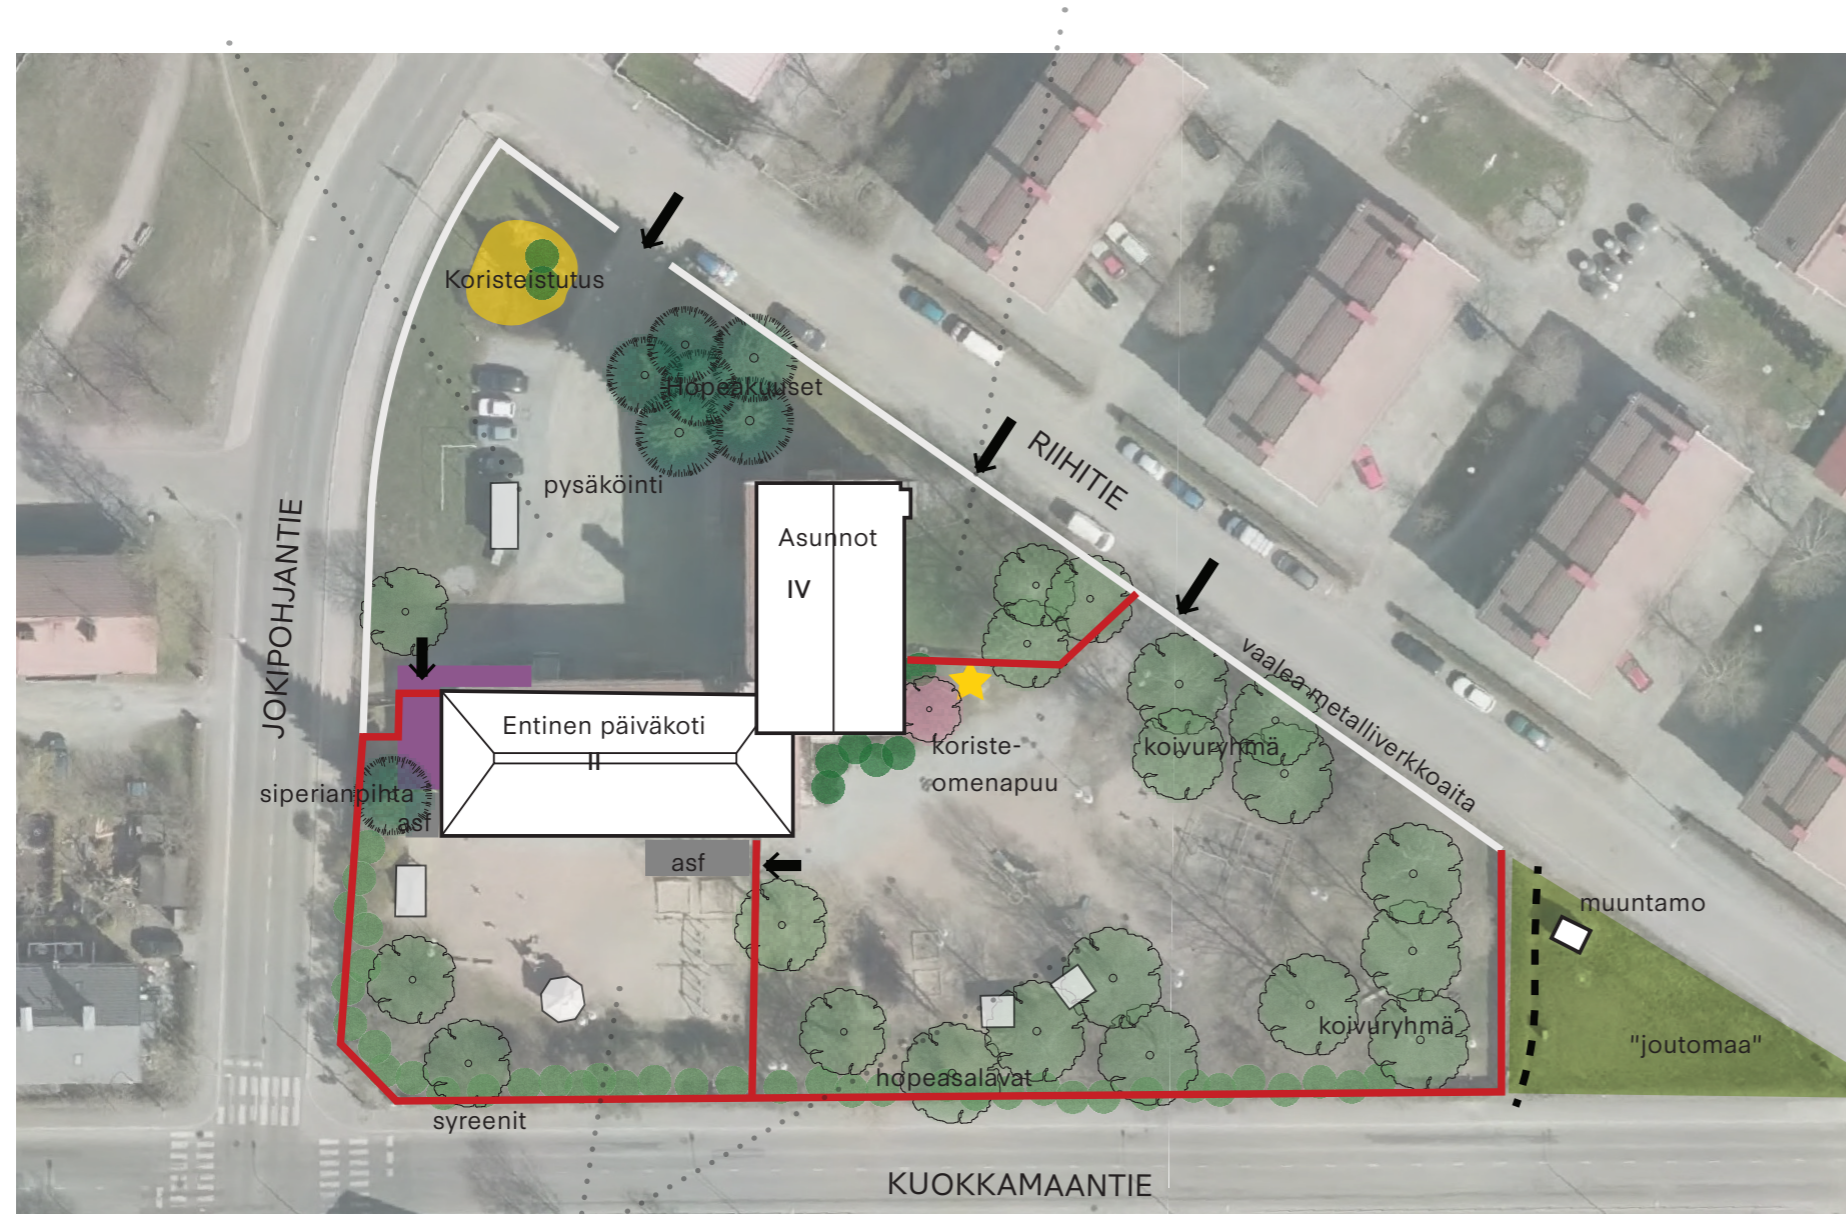 Koristeistutus
Hopeakuuset
RIIHITIE
pysäköinti
Asunnot
IV
JOKIPOHJANTIE
vaalea metalliverkkoaita
Entinen päiväkoti
II
koriste-
omenapuu
koivuryhmä
siperianpihta
asf
asf
muuntamo
koivuryhmä
"joutomaa"
hopeasalavat
syreenit
KUOKKAMAANTIE